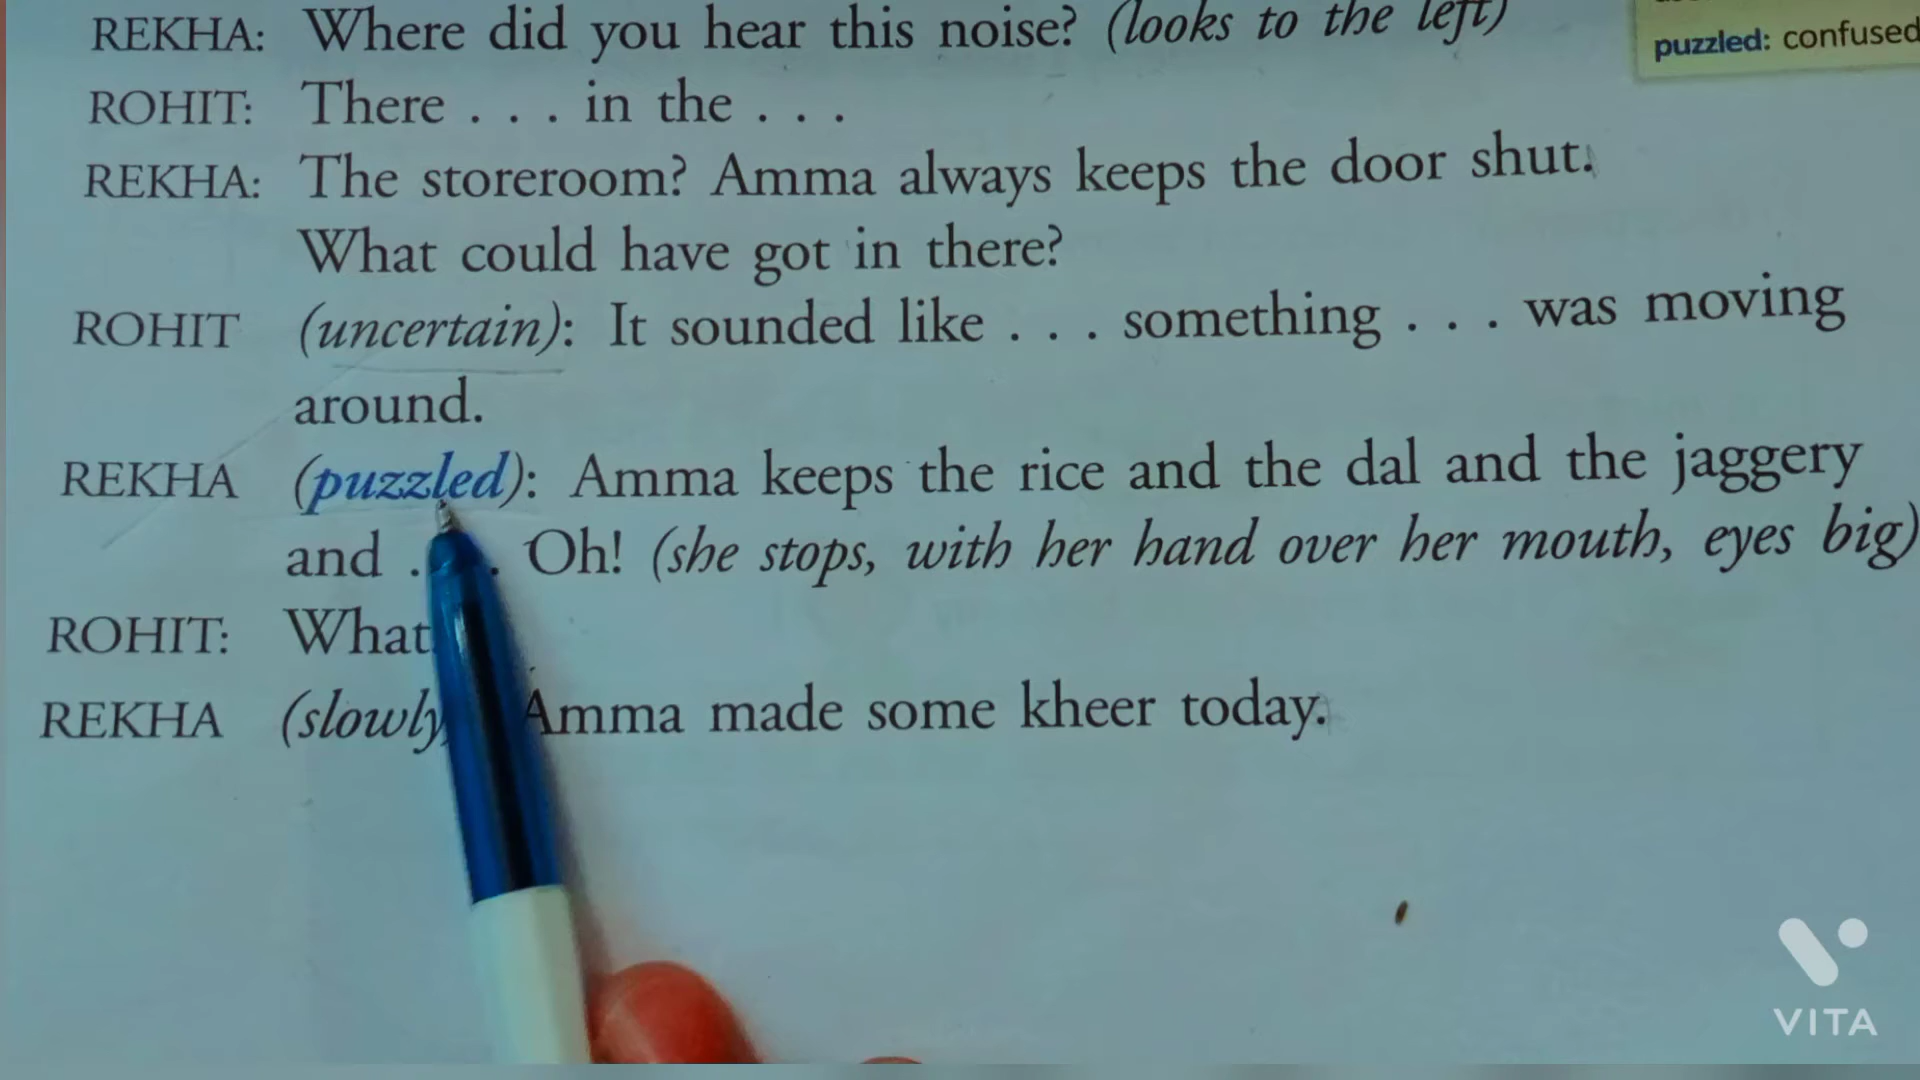 REKHA: Where did you hear this noise? (looks to the left)
puzzled: confused
ROHIT: There . . . in the . . .
REKHA: The storeroom? Amma always keeps the door shut.
What could have got in there?
ROHIT (uncertain): It sounded like . . . something . . . was moving
around.
REKHA (puzzled): Amma keeps the rice and the dal and the jaggery
and . . . Oh! (she stops, with her hand over her mouth, eyes big)
ROHIT: What
REKHA (slowly Amma made some kheer today.
VITA